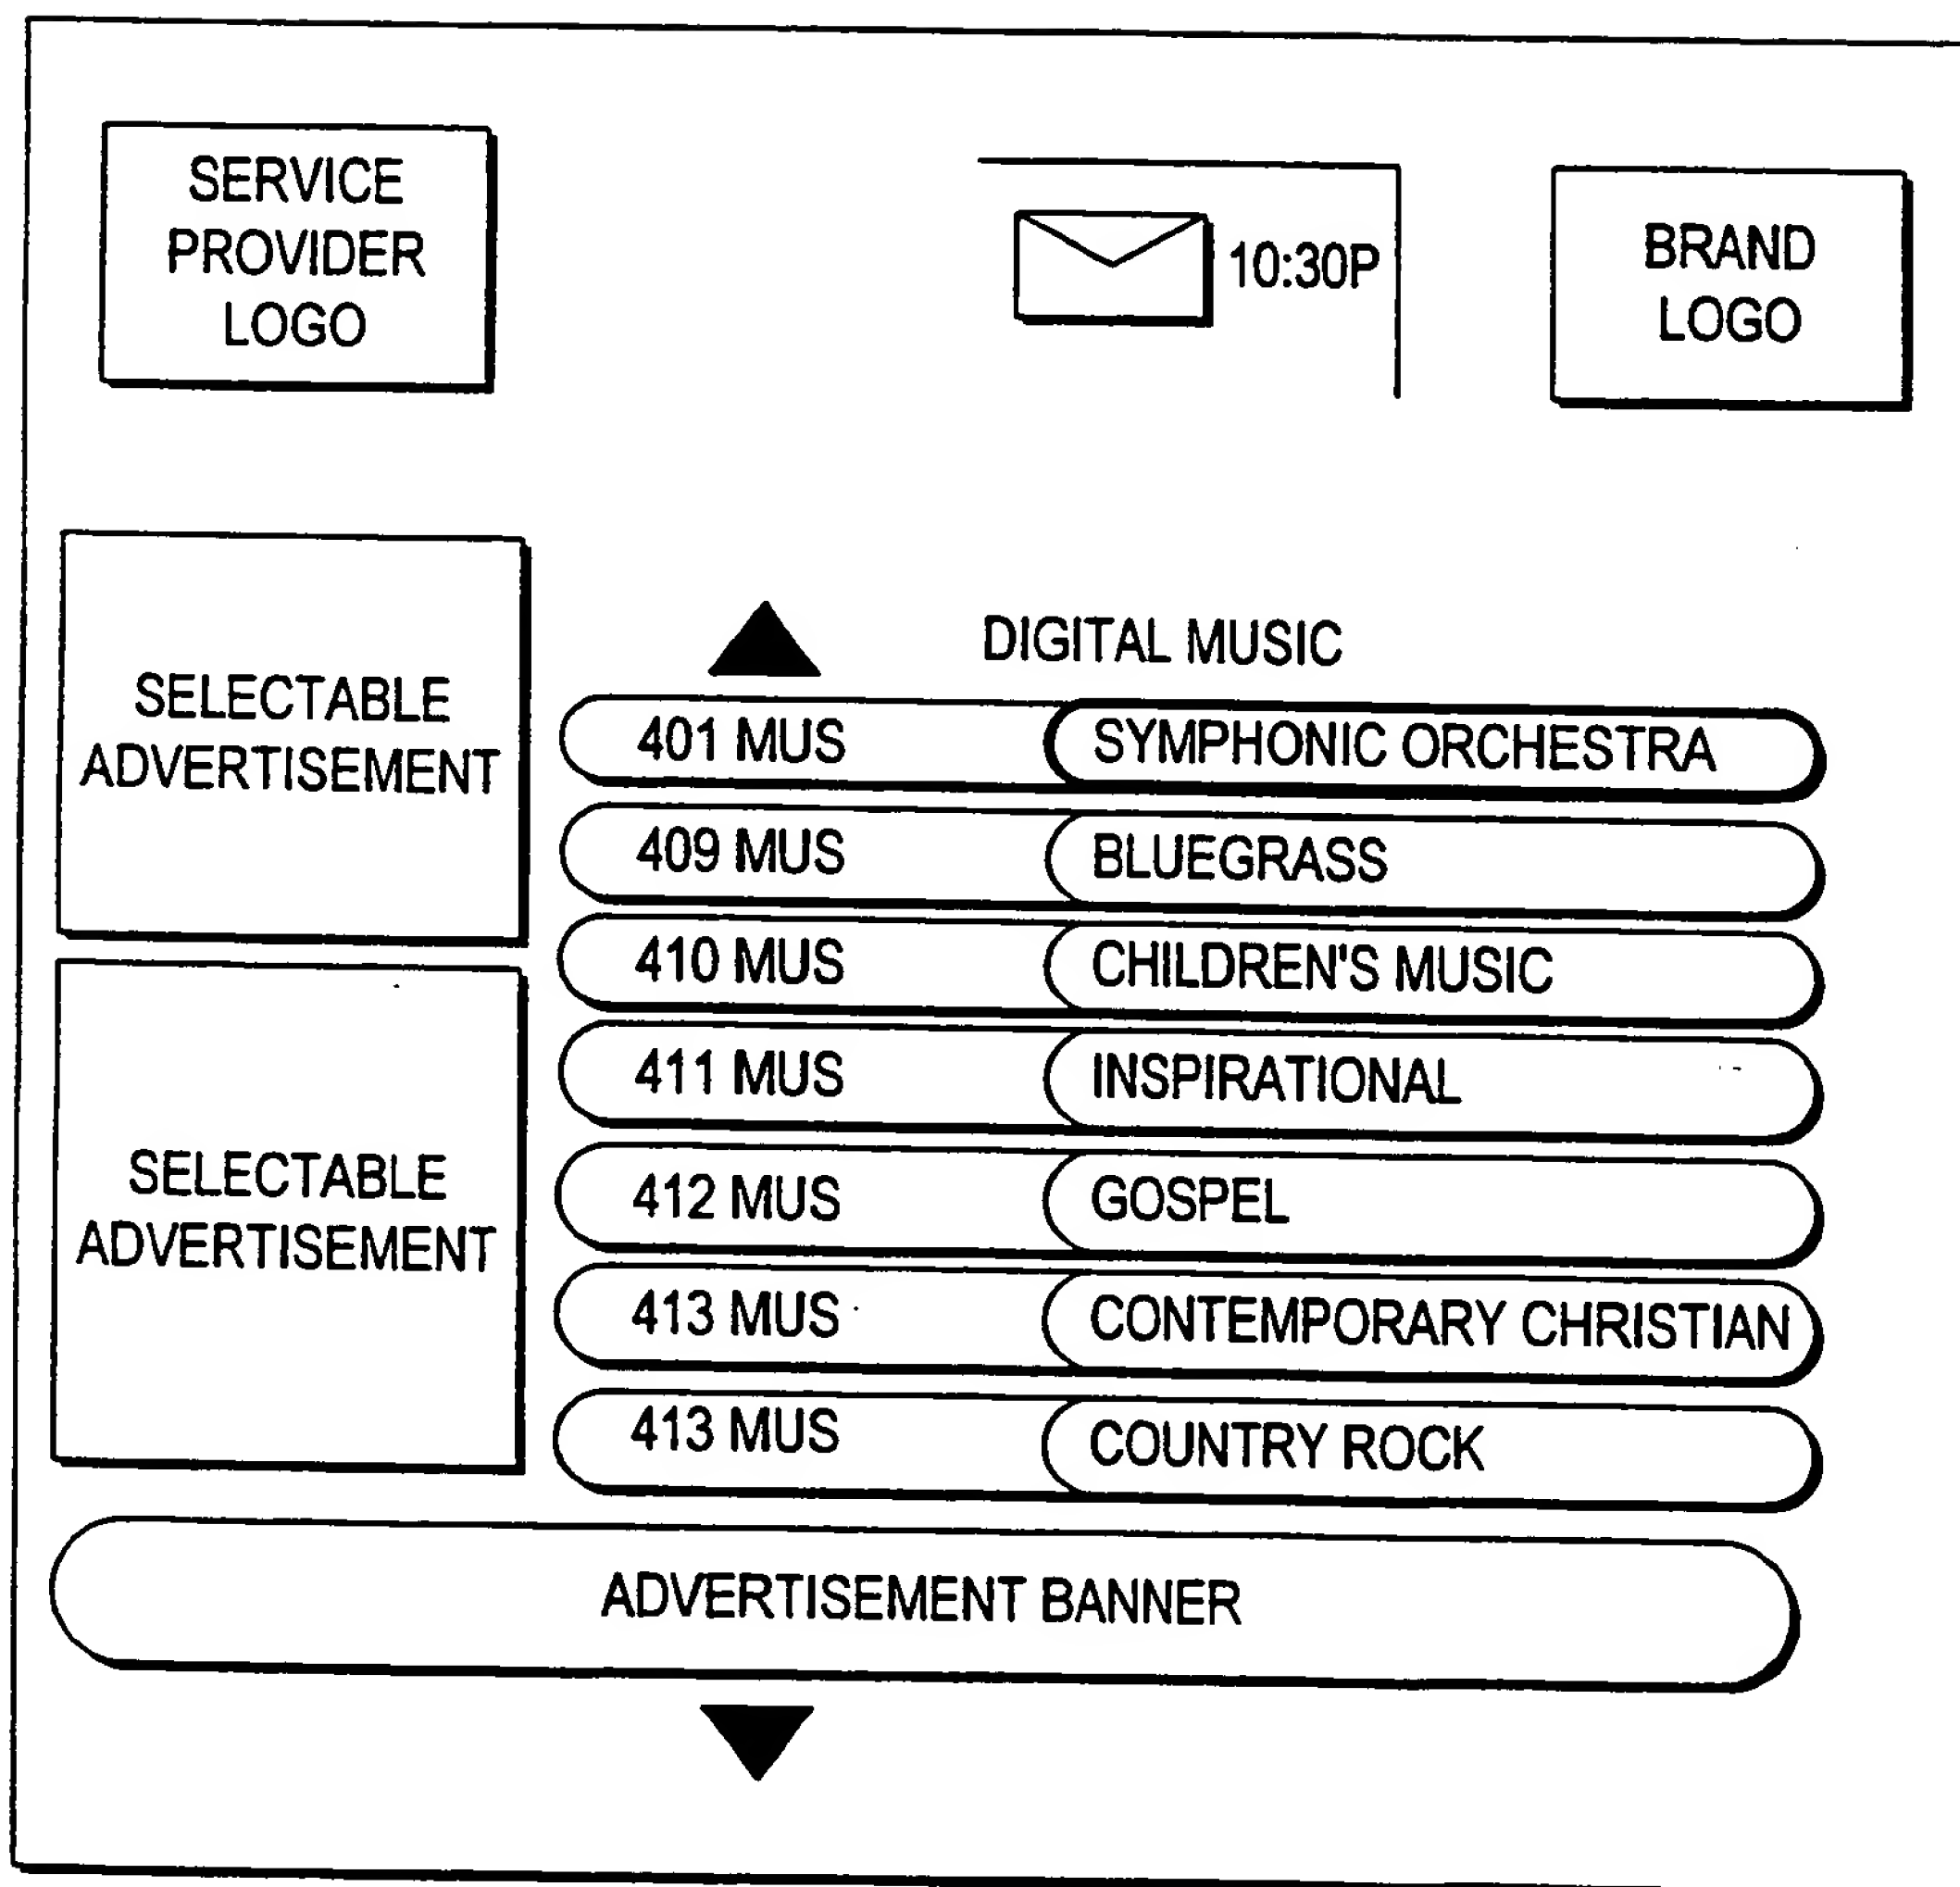 SERVICE
PROVIDER
LOGO
10:30P
BRAND
LOGO
SELECTABLE
ADVERTISEMENT
SELECTABLE
ADVERTISEMENT
DIGITAL MUSIC
401 MUS SYMPHONIC ORCHESTRA
409 MUS BLUEGRASS
410 MUS CHILDREN'S MUSIC
411 MUS INSPIRATIONAL
412 MUS GOSPEL
413 MUS CONTEMPORARY CHRISTIAN
413 MUS COUNTRY ROCK
ADVERTISEMENT BANNER